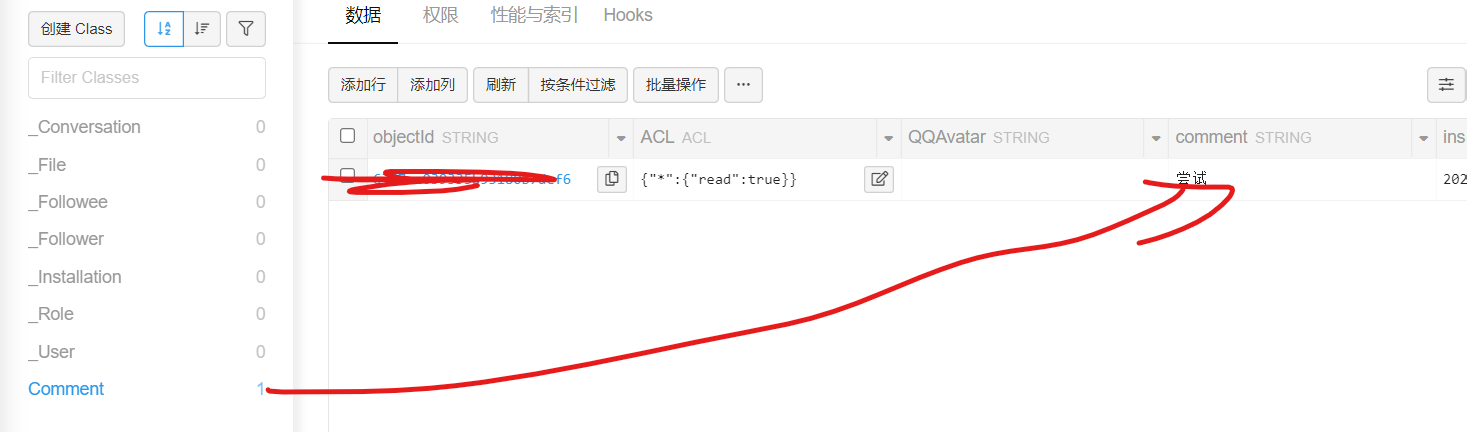 数据 权限 性能与索引 Hooks
创建 Class
Filter Classes
添加行 添加列 刷新 按条件过滤 批量操作 ···
_Conversation 0
_File 0
_Followee 0
_Follower 0
_Installation 0
_Role 0
_User 0
Comment 1
objectId STRING ACL ACL QQAvatar STRING comment STRING ins
{"*":{"read":true}} 尝试 202